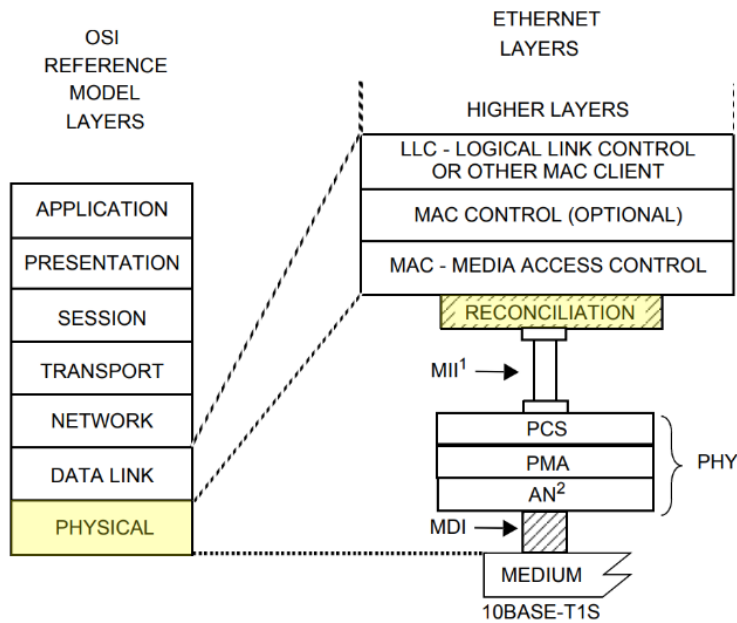 OSI
REFERENCE
MODEL
LAYERS
APPLICATION
PRESENTATION
SESSION
TRANSPORT
NETWORK
DATA LINK
PHYSICAL
ETHERNET
LAYERS
HIGHER LAYERS
LLC - LOGICAL LINK CONTROL
OR OTHER MAC CLIENT
MAC CONTROL (OPTIONAL)
MAC - MEDIA ACCESS CONTROL
RECONCILIATION
MII¹
PCS
PMA
AN²
PHY
MDI
MEDIUM
10BASE-T1S